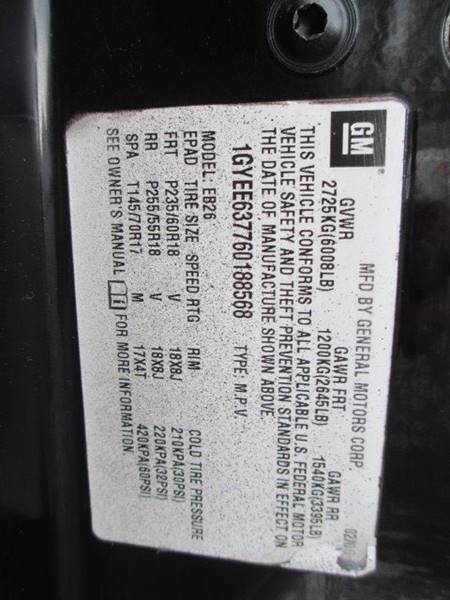 GM
MFD BY GENERAL MOTORS CORP
GVWR GAWR FRT GAWR RR
2725KG(6008LB) 1200KG(2645LB) 1540KG(3395LB)
THIS VEHICLE CONFORMS TO ALL APPLICABLE U.S. FEDERAL MOTOR
VEHICLE SAFETY AND THEFT PREVENTION STANDARDS IN EFFECT ON
THE DATE OF MANUFACTURE SHOWN ABOVE.
1GYEE637760188568 TYPE: M.P.V.
MODEL: EB26
EPAD TIRE SIZE SPEED RTG RIM COLD TIRE PRESSURE
FRT P235/60R18 V 18X8J 210KPA(30PSI)
RR P255/55R18 V 18X8J 220KPA(32PSI)
SPA T145/70R17 M 17X4T 420KPA(60PSI)
SEE OWNER'S MANUAL FOR MORE INFORMATION.